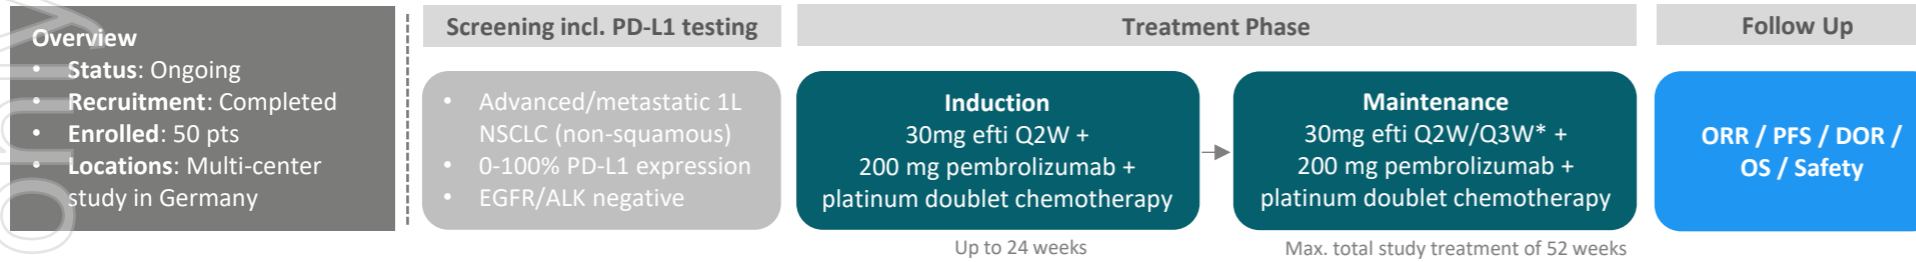 Overview
• Status: Ongoing
• Recruitment: Completed
• Enrolled: 50 pts
• Locations: Multi-center
study in Germany
Screening incl. PD-L1 testing
• Advanced/metastatic 1L
NSCLC (non-squamous)
• 0-100% PD-L1 expression
• EGFR/ALK negative
Treatment Phase
Induction
30mg efti Q2W +
200 mg pembrolizumab +
platinum doublet chemotherapy
Up to 24 weeks
Maintenance
30mg efti Q2W/Q3W* +
200 mg pembrolizumab +
platinum doublet chemotherapy
Max. total study treatment of 52 weeks
Follow Up
ORR / PFS / DOR /
OS / Safety
only